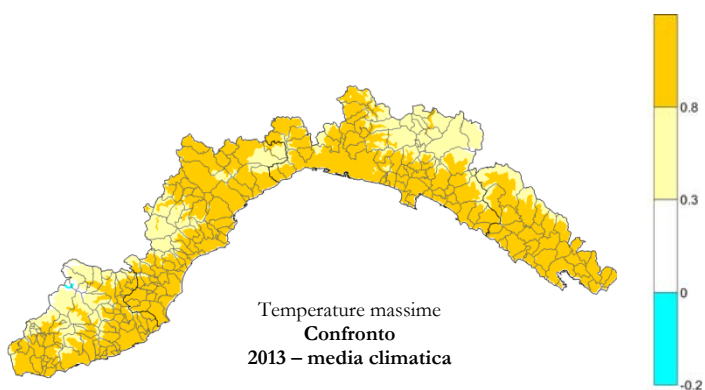 0.8
0.3
0
-0.2
Temperature massime
Confronto
2013 – media climatica